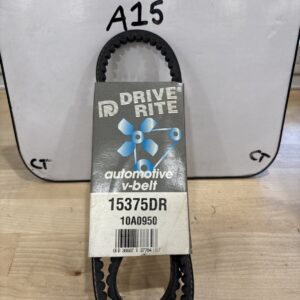 A15
DRIVE
RITE
automotive
v-belt
15375DR
10A0950
CT
CT